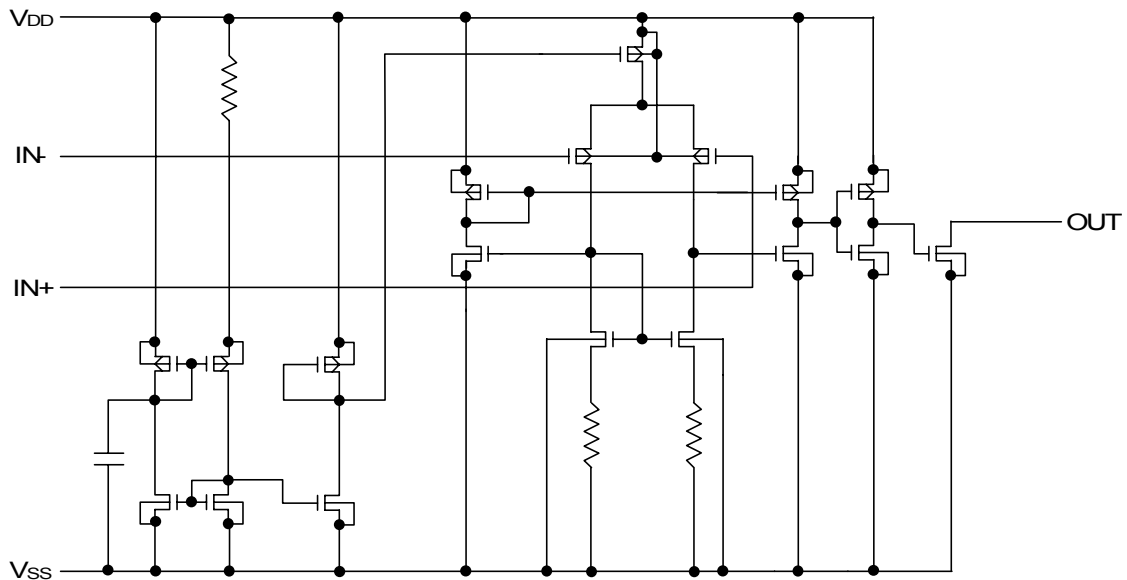 VDD
IN-
OUT
IN+
VSS